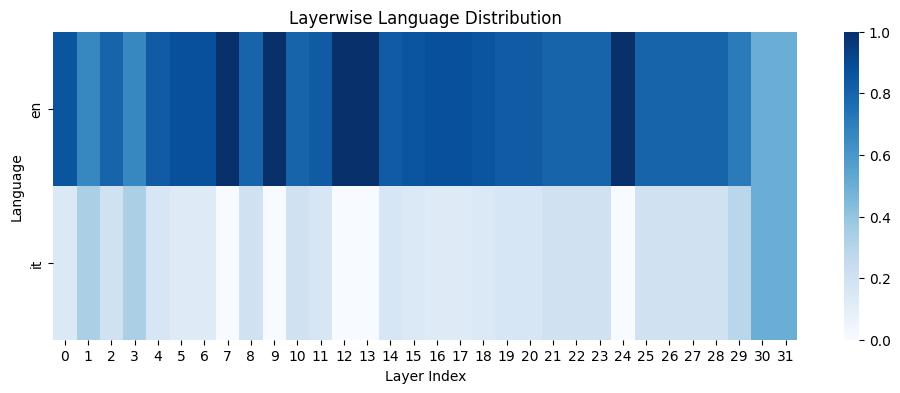 Layerwise Language Distribution
Language
en
it
0 1 2 3 4 5 6 7 8 9 10 11 12 13 14 15 16 17 18 19 20 21 22 23 24 25 26 27 28 29 30 31
Layer Index
1.0
0.8
0.6
0.4
0.2
0.0